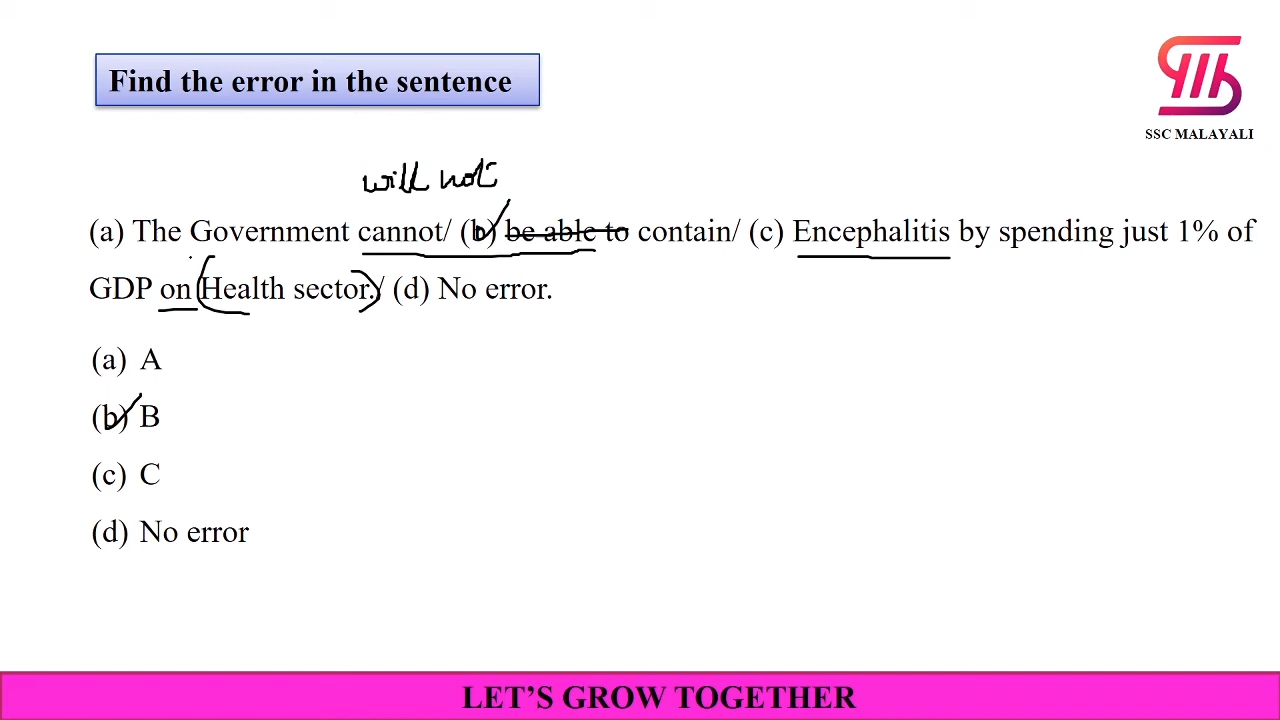 Find the error in the sentence
SSC MALAYALI
will not
(a) The Government cannot/ (b) be able to contain/ (c) Encephalitis by spending just 1% of
GDP on Health sector./ (d) No error.
(a) A
(b) B
(c) C
(d) No error
LET'S GROW TOGETHER